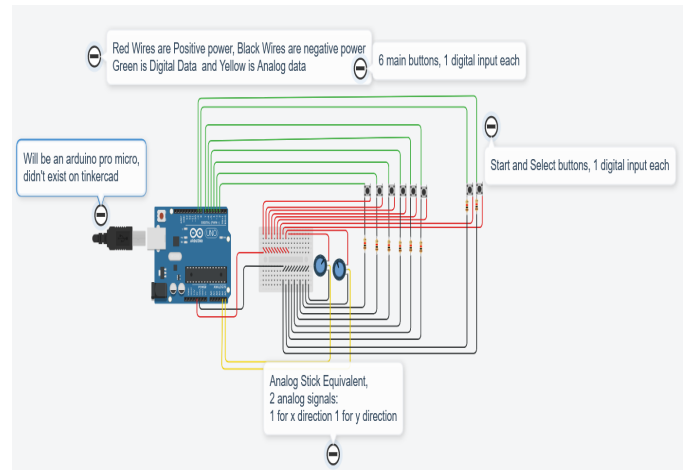 Red Wires are Positive power, Black Wires are negative power
Green is Digital Data and Yellow is Analog data
6 main buttons, 1 digital input each
Will be an arduino pro micro,
didn't exist on tinkercad
Start and Select buttons, 1 digital input each
UNO
Analog Stick Equivalent,
2 analog signals:
1 for x direction 1 for y direction